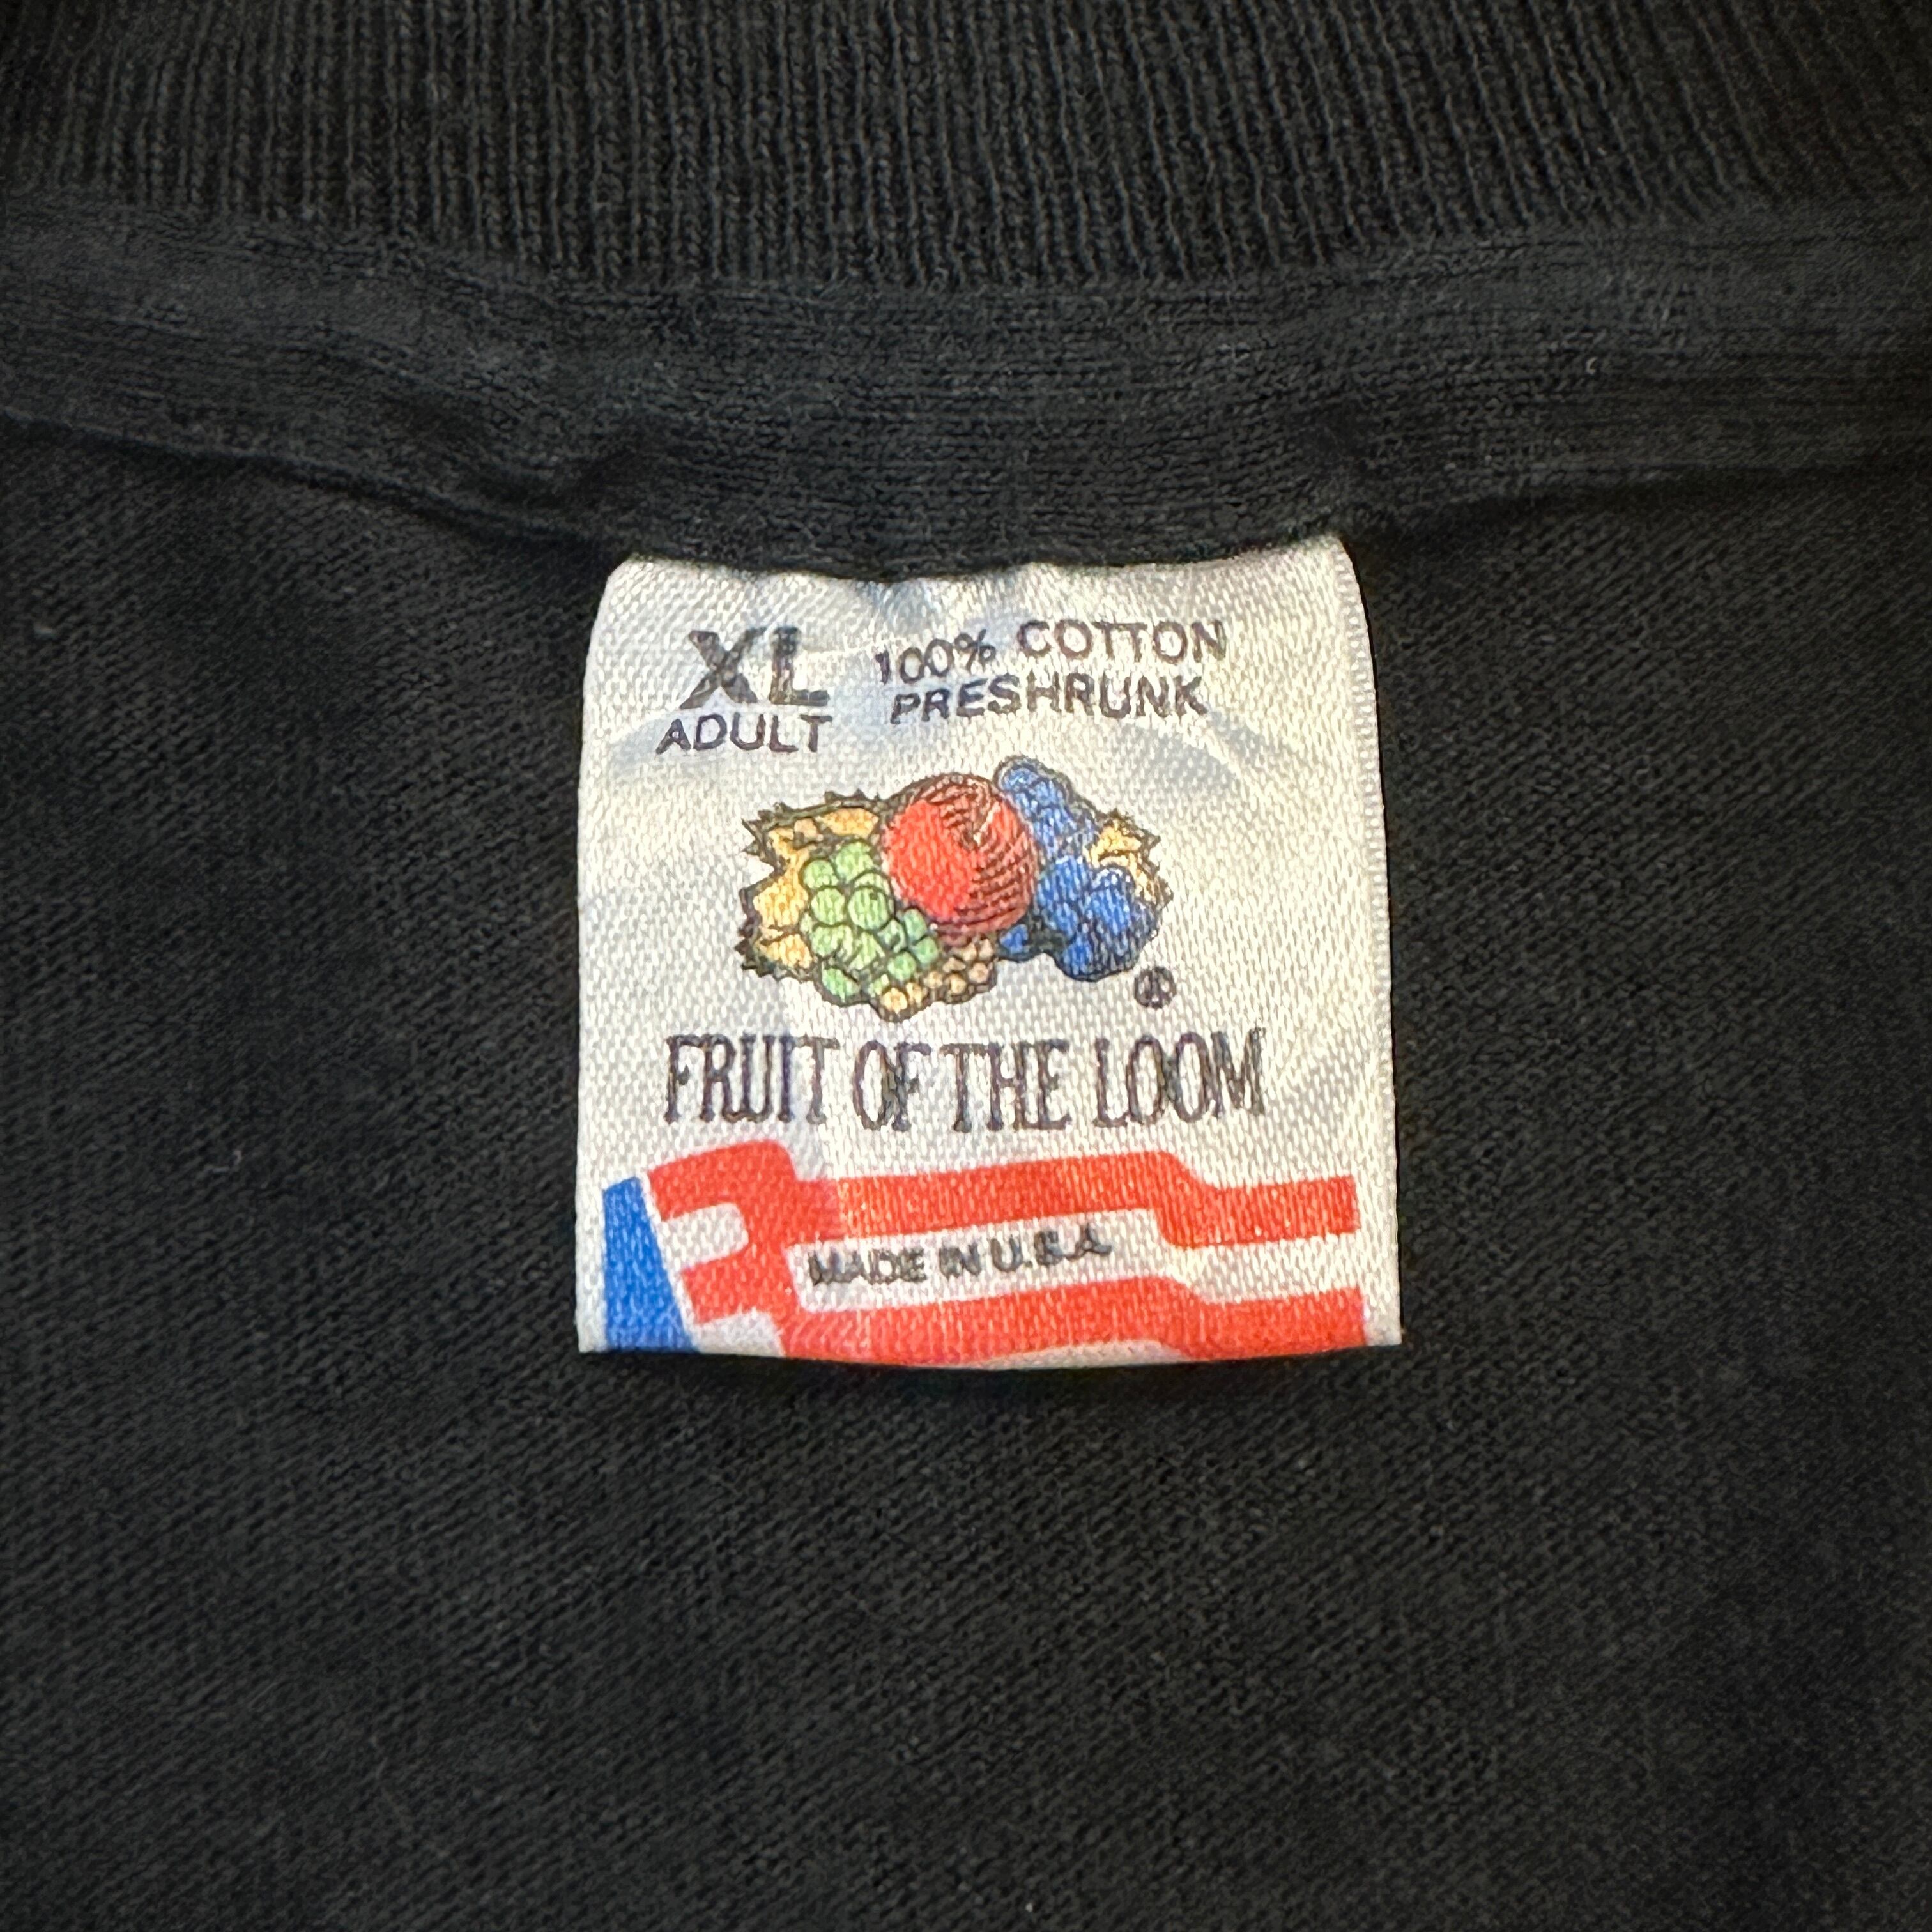 XL 100% COTTON
ADULT PRESHRUNK
®
FRUIT OF THE LOOM
MADE IN U.S.A.